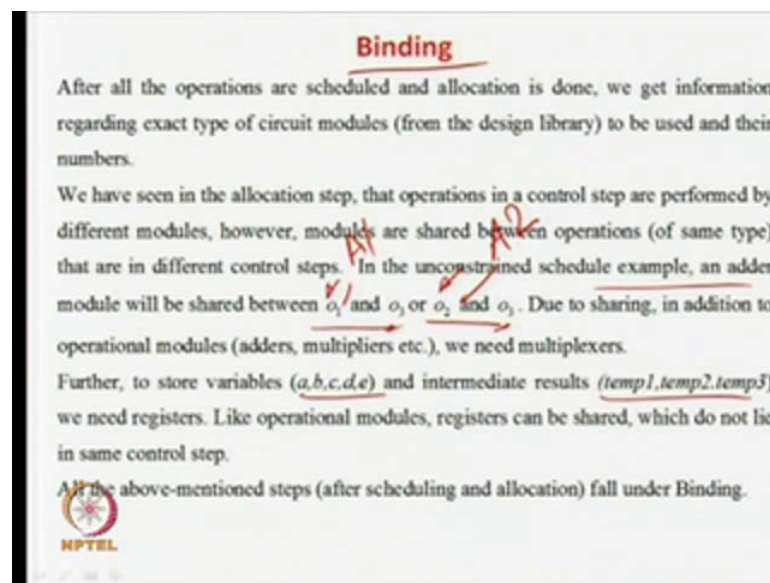 Binding
After all the operations are scheduled and allocation is done, we get information
regarding exact type of circuit modules (from the design library) to be used and their
numbers.
We have seen in the allocation step, that operations in a control step are performed by
different modules, however, modules are shared between operations (of same type)
A1 A2
that are in different control steps. In the unconstrained schedule example, an adder
module will be shared between o₁ and o₃ or o₂ and o₃. Due to sharing, in addition to
operational modules (adders, multipliers etc.), we need multiplexers.
Further, to store variables (a,b,c,d,e) and intermediate results (temp1,temp2.temp3)
we need registers. Like operational modules, registers can be shared, which do not lie
in same control step.
All the above-mentioned steps (after scheduling and allocation) fall under Binding.
NPTEL